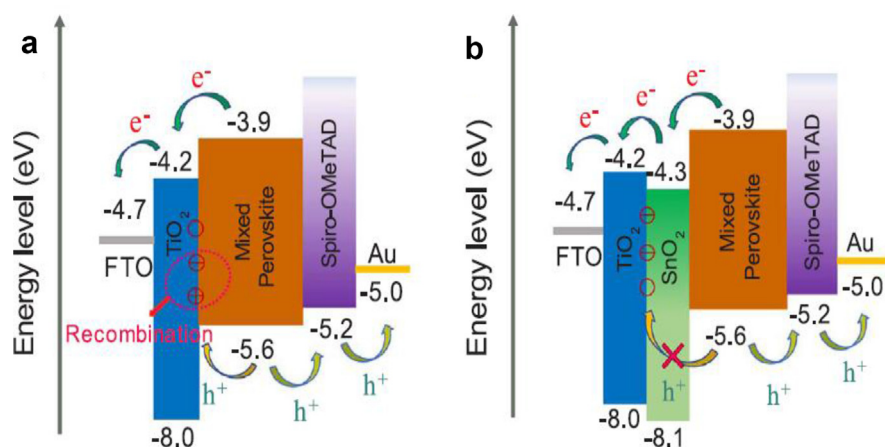 a
Energy level (eV)
e-
e-
-3.9
-4.2
-4.7
FTO
TiO2
Mixed
Perovskite
Spiro-OMeTAD
Au
-5.0
Recombination
-5.2
-5.6
h+
h+
h+
-8.0
b
Energy level (eV)
e-
e-
e-
-3.9
-4.2
-4.3
-4.7
FTO
TiO2
SnO2
Mixed
Perovskite
Spiro-OMeTAD
Au
-5.0
-5.2
-5.6
h+
h+
h+
-8.0
-8.1